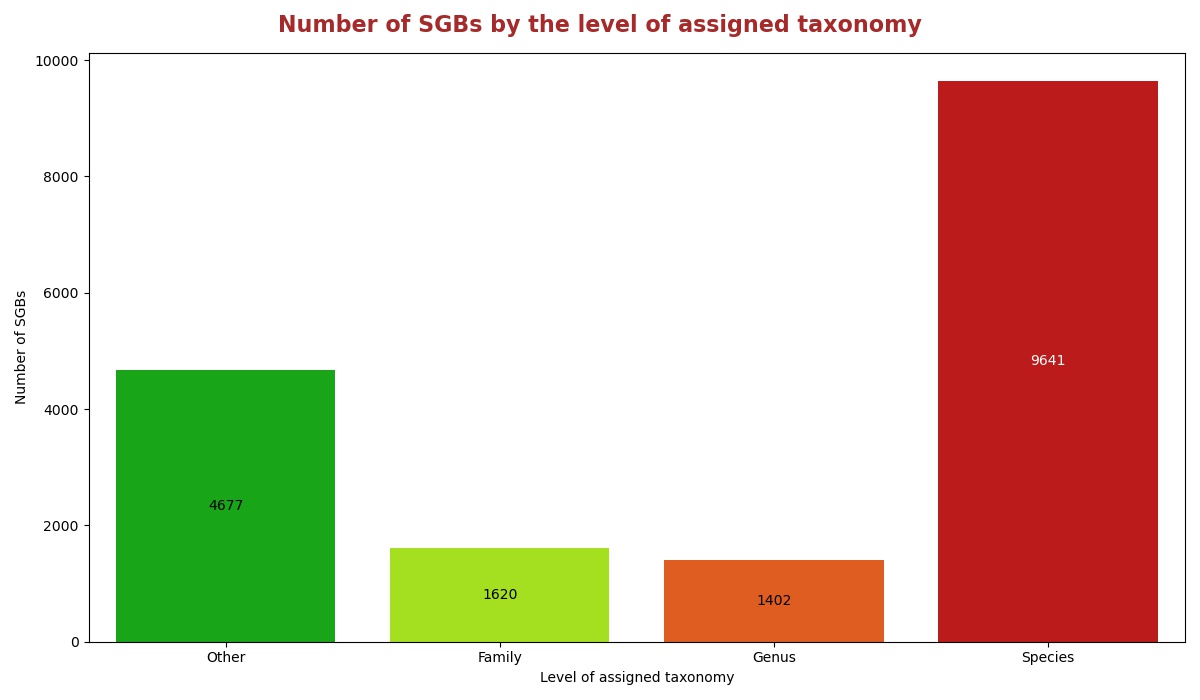 Number of SGBs by the level of assigned taxonomy
10000
8000
6000
4000
2000
0
Number of SGBs
4677
1620
1402
9641
Other
Family
Genus
Species
Level of assigned taxonomy